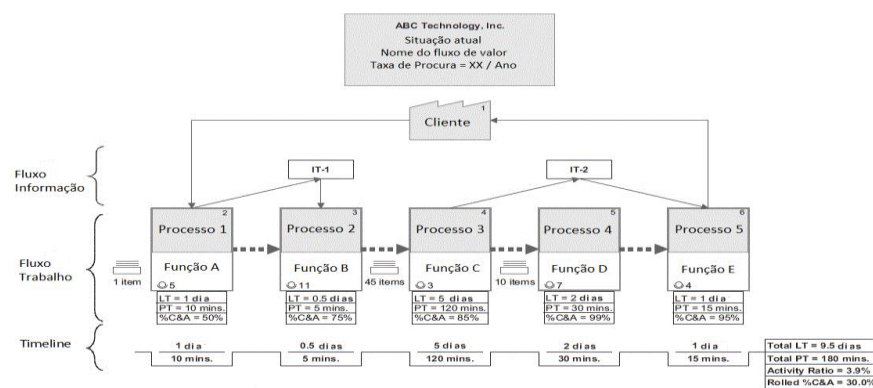 ABC Technology, Inc.
Situação atual
Nome do fluxo de valor
Taxa de Procura = XX / Ano
1
Cliente
Fluxo
Informação
IT-1
IT-2
Fluxo
Trabalho
1 item
2
Processo 1
Função A
5
LT = 1 dia
PT = 10 mins.
%C&A = 50%
3
Processo 2
Função B
11
LT = 0.5 dias
PT = 5 mins.
%C&A = 75%
45 items
4
Processo 3
Função C
3
LT = 5 dias
PT = 120 mins.
%C&A = 85%
10 items
5
Processo 4
Função D
7
LT = 2 dias
PT = 30 mins.
%C&A = 99%
6
Processo 5
Função E
4
LT = 1 dia
PT = 15 mins.
%C&A = 95%
Timeline
1 dia
10 mins.
0.5 dias
5 mins.
5 dias
120 mins.
2 dias
30 mins.
1 dia
15 mins.
Total LT = 9.5 dias
Total PT = 180 mins.
Activity Ratio = 3.9%
Rolled %C&A = 30.0%